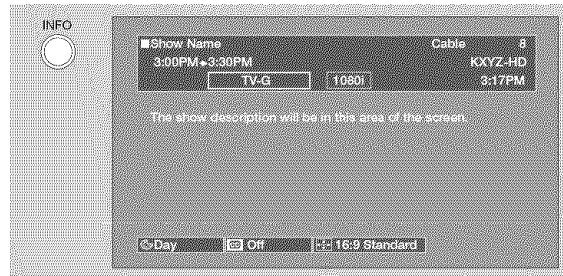 INFO
■Show Name Cable 8
3:00PM◆3:30PM KXYZ-HD
TV-G 1080i 3:17PM
The show description will be in this area of the screen.
Day CC Off 16:9 Standard